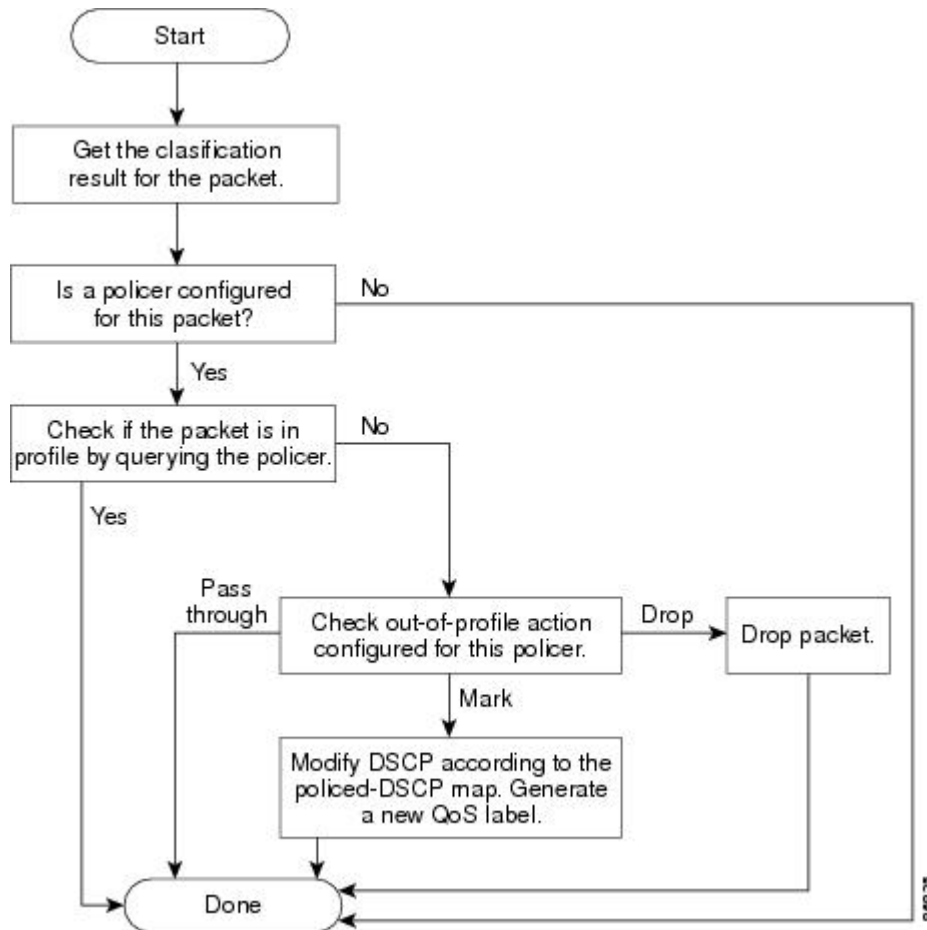 Start
Get the clasification
result for the packet.
Is a policer configured
for this packet?
No
Yes
Check if the packet is in
profile by querying the policer.
No
Yes
Pass
through
Check out-of-profile action
configured for this policer.
Drop
Drop packet.
Mark
Modify DSCP according to the
policed-DSCP map. Generate
a new QoS label.
Done